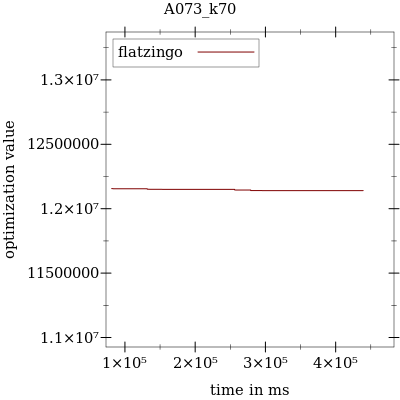 A073_k70
flatzingo
1.3×10⁷
12500000
1.2×10⁷
11500000
1.1×10⁷
optimization value
1×10⁵ 2×10⁵ 3×10⁵ 4×10⁵
time in ms